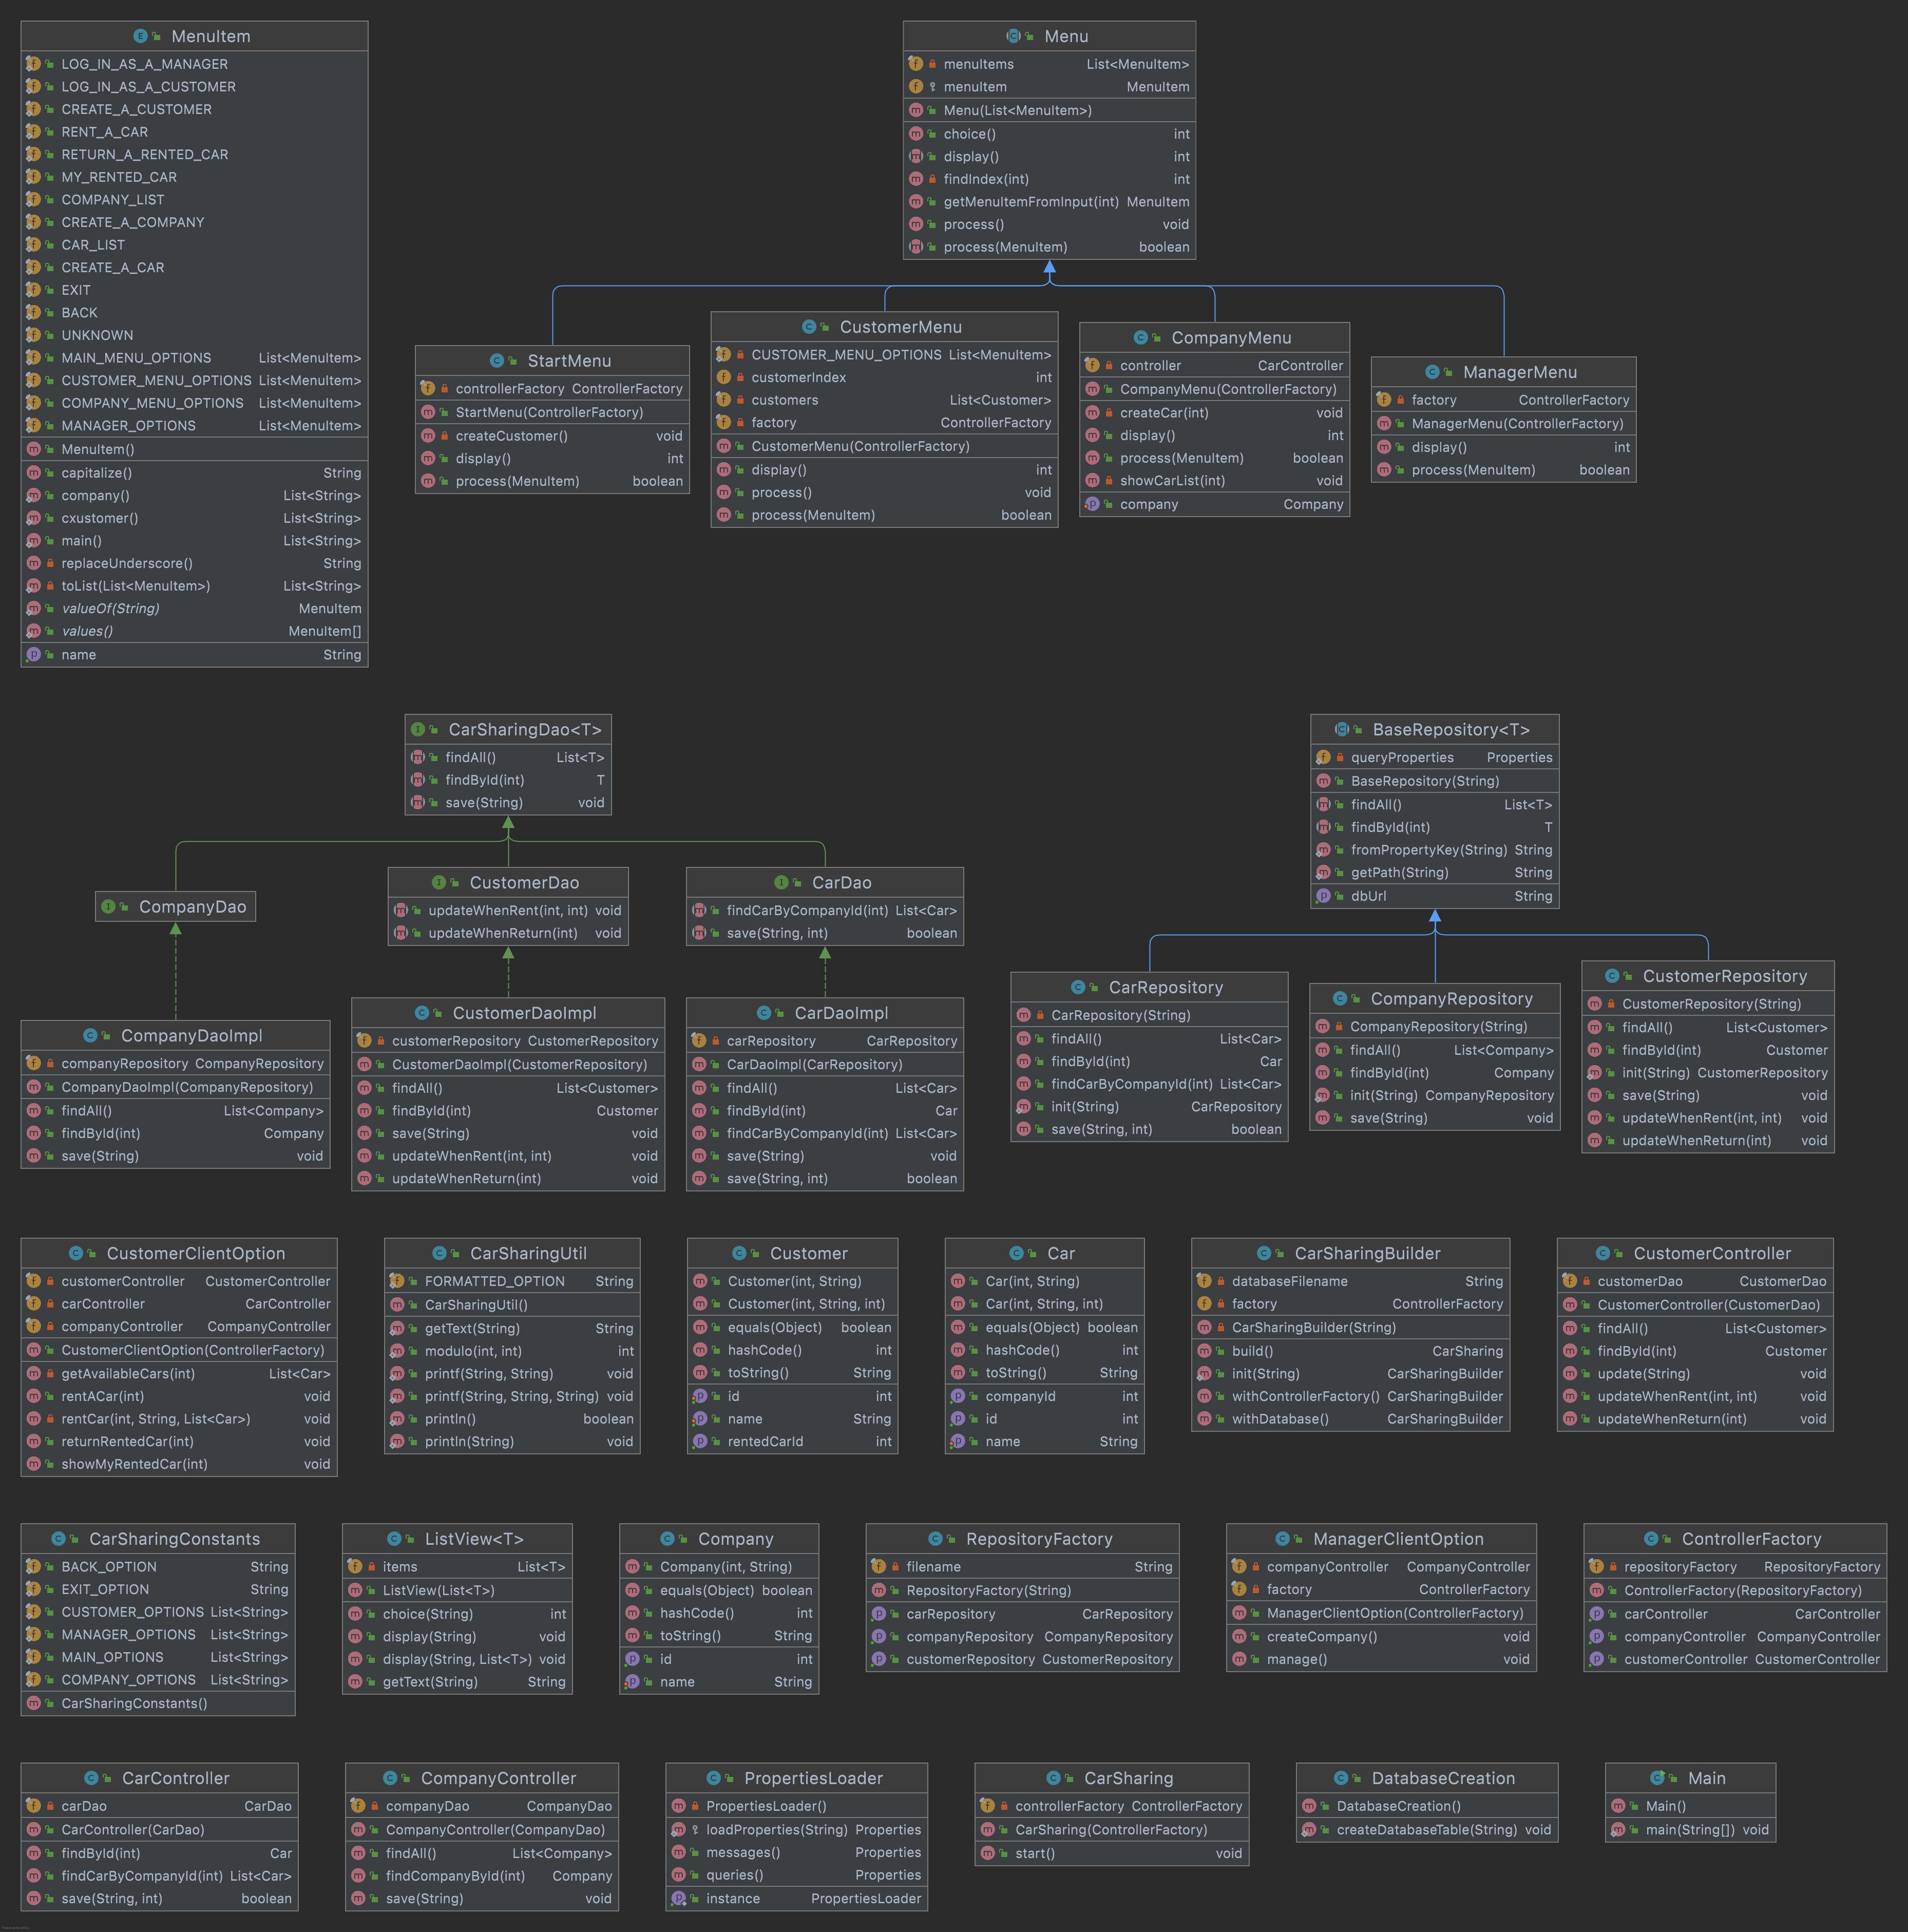 MenuItem
LOG_IN_AS_A_MANAGER
LOG_IN_AS_A_CUSTOMER
CREATE_A_CUSTOMER
RENT_A_CAR
RETURN_A_RENTED_CAR
MY_RENTED_CAR
COMPANY_LIST
CREATE_A_COMPANY
CAR_LIST
CREATE_A_CAR
EXIT
BACK
UNKNOWN
MAIN_MENU_OPTIONS List<MenuItem>
CUSTOMER_MENU_OPTIONS List<MenuItem>
COMPANY_MENU_OPTIONS List<MenuItem>
MANAGER_OPTIONS List<MenuItem>
MenuItem()
capitalize() String
company() List<String>
cxustomer() List<String>
main() List<String>
replaceUnderscore() String
toList(List<MenuItem>) List<String>
valueOf(String) MenuItem
values() MenuItem[]
name String
Menu
menuItems List<MenuItem>
menuItem MenuItem
Menu(List<MenuItem>)
choice() int
display() int
findIndex(int) int
getMenuItemFromInput(int) MenuItem
process() void
process(MenuItem) boolean
StartMenu
controllerFactory ControllerFactory
StartMenu(ControllerFactory)
createCustomer() void
display() int
process(MenuItem) boolean
CustomerMenu
CUSTOMER_MENU_OPTIONS List<MenuItem>
customerIndex int
customers List<Customer>
factory ControllerFactory
CustomerMenu(ControllerFactory)
display() int
process() void
process(MenuItem) boolean
CompanyMenu
controller CarController
CompanyMenu(ControllerFactory)
createCar(int) void
display() int
process(MenuItem) boolean
showCarList(int) void
company Company
ManagerMenu
factory ControllerFactory
ManagerMenu(ControllerFactory)
display() int
process(MenuItem) boolean
CarSharingDao<T>
findAll() List<T>
findById(int) T
save(String) void
CompanyDao
CustomerDao
updateWhenRent(int, int) void
updateWhenReturn(int) void
CarDao
findCarByCompanyId(int) List<Car>
save(String, int) boolean
BaseRepository<T>
queryProperties Properties
BaseRepository(String)
findAll() List<T>
findById(int) T
fromPropertyKey(String) String
getPath(String) String
dbUrl String
CompanyDaoImpl
companyRepository CompanyRepository
CompanyDaoImpl(CompanyRepository)
findAll() List<Company>
findById(int) Company
save(String) void
CustomerDaoImpl
customerRepository CustomerRepository
CustomerDaoImpl(CustomerRepository)
findAll() List<Customer>
findById(int) Customer
save(String) void
updateWhenRent(int, int) void
updateWhenReturn(int) void
CarDaoImpl
carRepository CarRepository
CarDaoImpl(CarRepository)
findAll() List<Car>
findById(int) Car
findCarByCompanyId(int) List<Car>
save(String) void
save(String, int) boolean
CarRepository
CarRepository(String)
findAll() List<Car>
findById(int) Car
findCarByCompanyId(int) List<Car>
init(String) CarRepository
save(String, int) boolean
CompanyRepository
CompanyRepository(String)
findAll() List<Company>
findById(int) Company
init(String) CompanyRepository
save(String) void
CustomerRepository
CustomerRepository(String)
findAll() List<Customer>
findById(int) Customer
init(String) CustomerRepository
save(String) void
updateWhenRent(int, int) void
updateWhenReturn(int) void
CustomerClientOption
customerController CustomerController
carController CarController
companyController CompanyController
CustomerClientOption(ControllerFactory)
getAvailableCars(int) List<Car>
rentACar(int) void
rentCar(int, String, List<Car>) void
returnRentedCar(int) void
showMyRentedCar(int) void
CarSharingUtil
FORMATTED_OPTION String
CarSharingUtil()
getText(String) String
modulo(int, int) int
printf(String, String) void
printf(String, String, String) void
println() boolean
println(String) void
Customer
Customer(int, String)
Customer(int, String, int)
equals(Object) boolean
hashCode() int
toString() String
id int
name String
rentedCarId int
Car
Car(int, String)
Car(int, String, int)
equals(Object) boolean
hashCode() int
toString() String
companyId int
id int
name String
CarSharingBuilder
databaseFilename String
factory ControllerFactory
CarSharingBuilder(String)
build() CarSharing
init(String) CarSharingBuilder
withControllerFactory() CarSharingBuilder
withDatabase() CarSharingBuilder
CustomerController
customerDao CustomerDao
CustomerController(CustomerDao)
findAll() List<Customer>
findById(int) Customer
update(String) void
updateWhenRent(int, int) void
updateWhenReturn(int) void
CarSharingConstants
BACK_OPTION String
EXIT_OPTION String
CUSTOMER_OPTIONS List<String>
MANAGER_OPTIONS List<String>
MAIN_OPTIONS List<String>
COMPANY_OPTIONS List<String>
CarSharingConstants()
ListView<T>
items List<T>
ListView(List<T>)
choice(String) int
display(String) void
display(String, List<T>) void
getText(String) String
Company
Company(int, String)
equals(Object) boolean
hashCode() int
toString() String
id int
name String
RepositoryFactory
filename String
RepositoryFactory(String)
carRepository CarRepository
companyRepository CompanyRepository
customerRepository CustomerRepository
ManagerClientOption
companyController CompanyController
factory ControllerFactory
ManagerClientOption(ControllerFactory)
createCompany() void
manage() void
ControllerFactory
repositoryFactory RepositoryFactory
ControllerFactory(RepositoryFactory)
carController CarController
companyController CompanyController
customerController CustomerController
CarController
carDao CarDao
CarController(CarDao)
findById(int) Car
findCarByCompanyId(int) List<Car>
save(String, int) boolean
CompanyController
companyDao CompanyDao
CompanyController(CompanyDao)
findAll() List<Company>
findCompanyById(int) Company
save(String) void
PropertiesLoader
PropertiesLoader()
loadProperties(String) Properties
messages() Properties
queries() Properties
instance PropertiesLoader
CarSharing
controllerFactory ControllerFactory
CarSharing(ControllerFactory)
start() void
DatabaseCreation
DatabaseCreation()
createDatabaseTable(String) void
Main
Main()
main(String[]) void